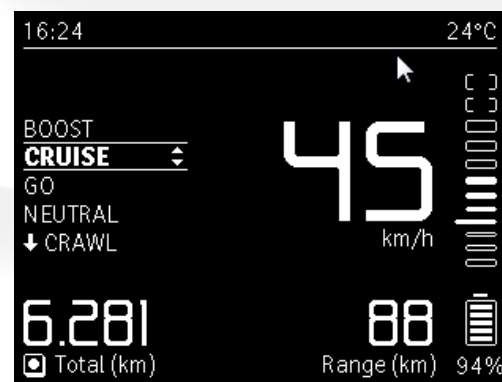 16:24 24°C
BOOST
CRUISE
GO
NEUTRAL
CRAWL
45
km/h
6.281
Total (km)
88
Range (km)
94%